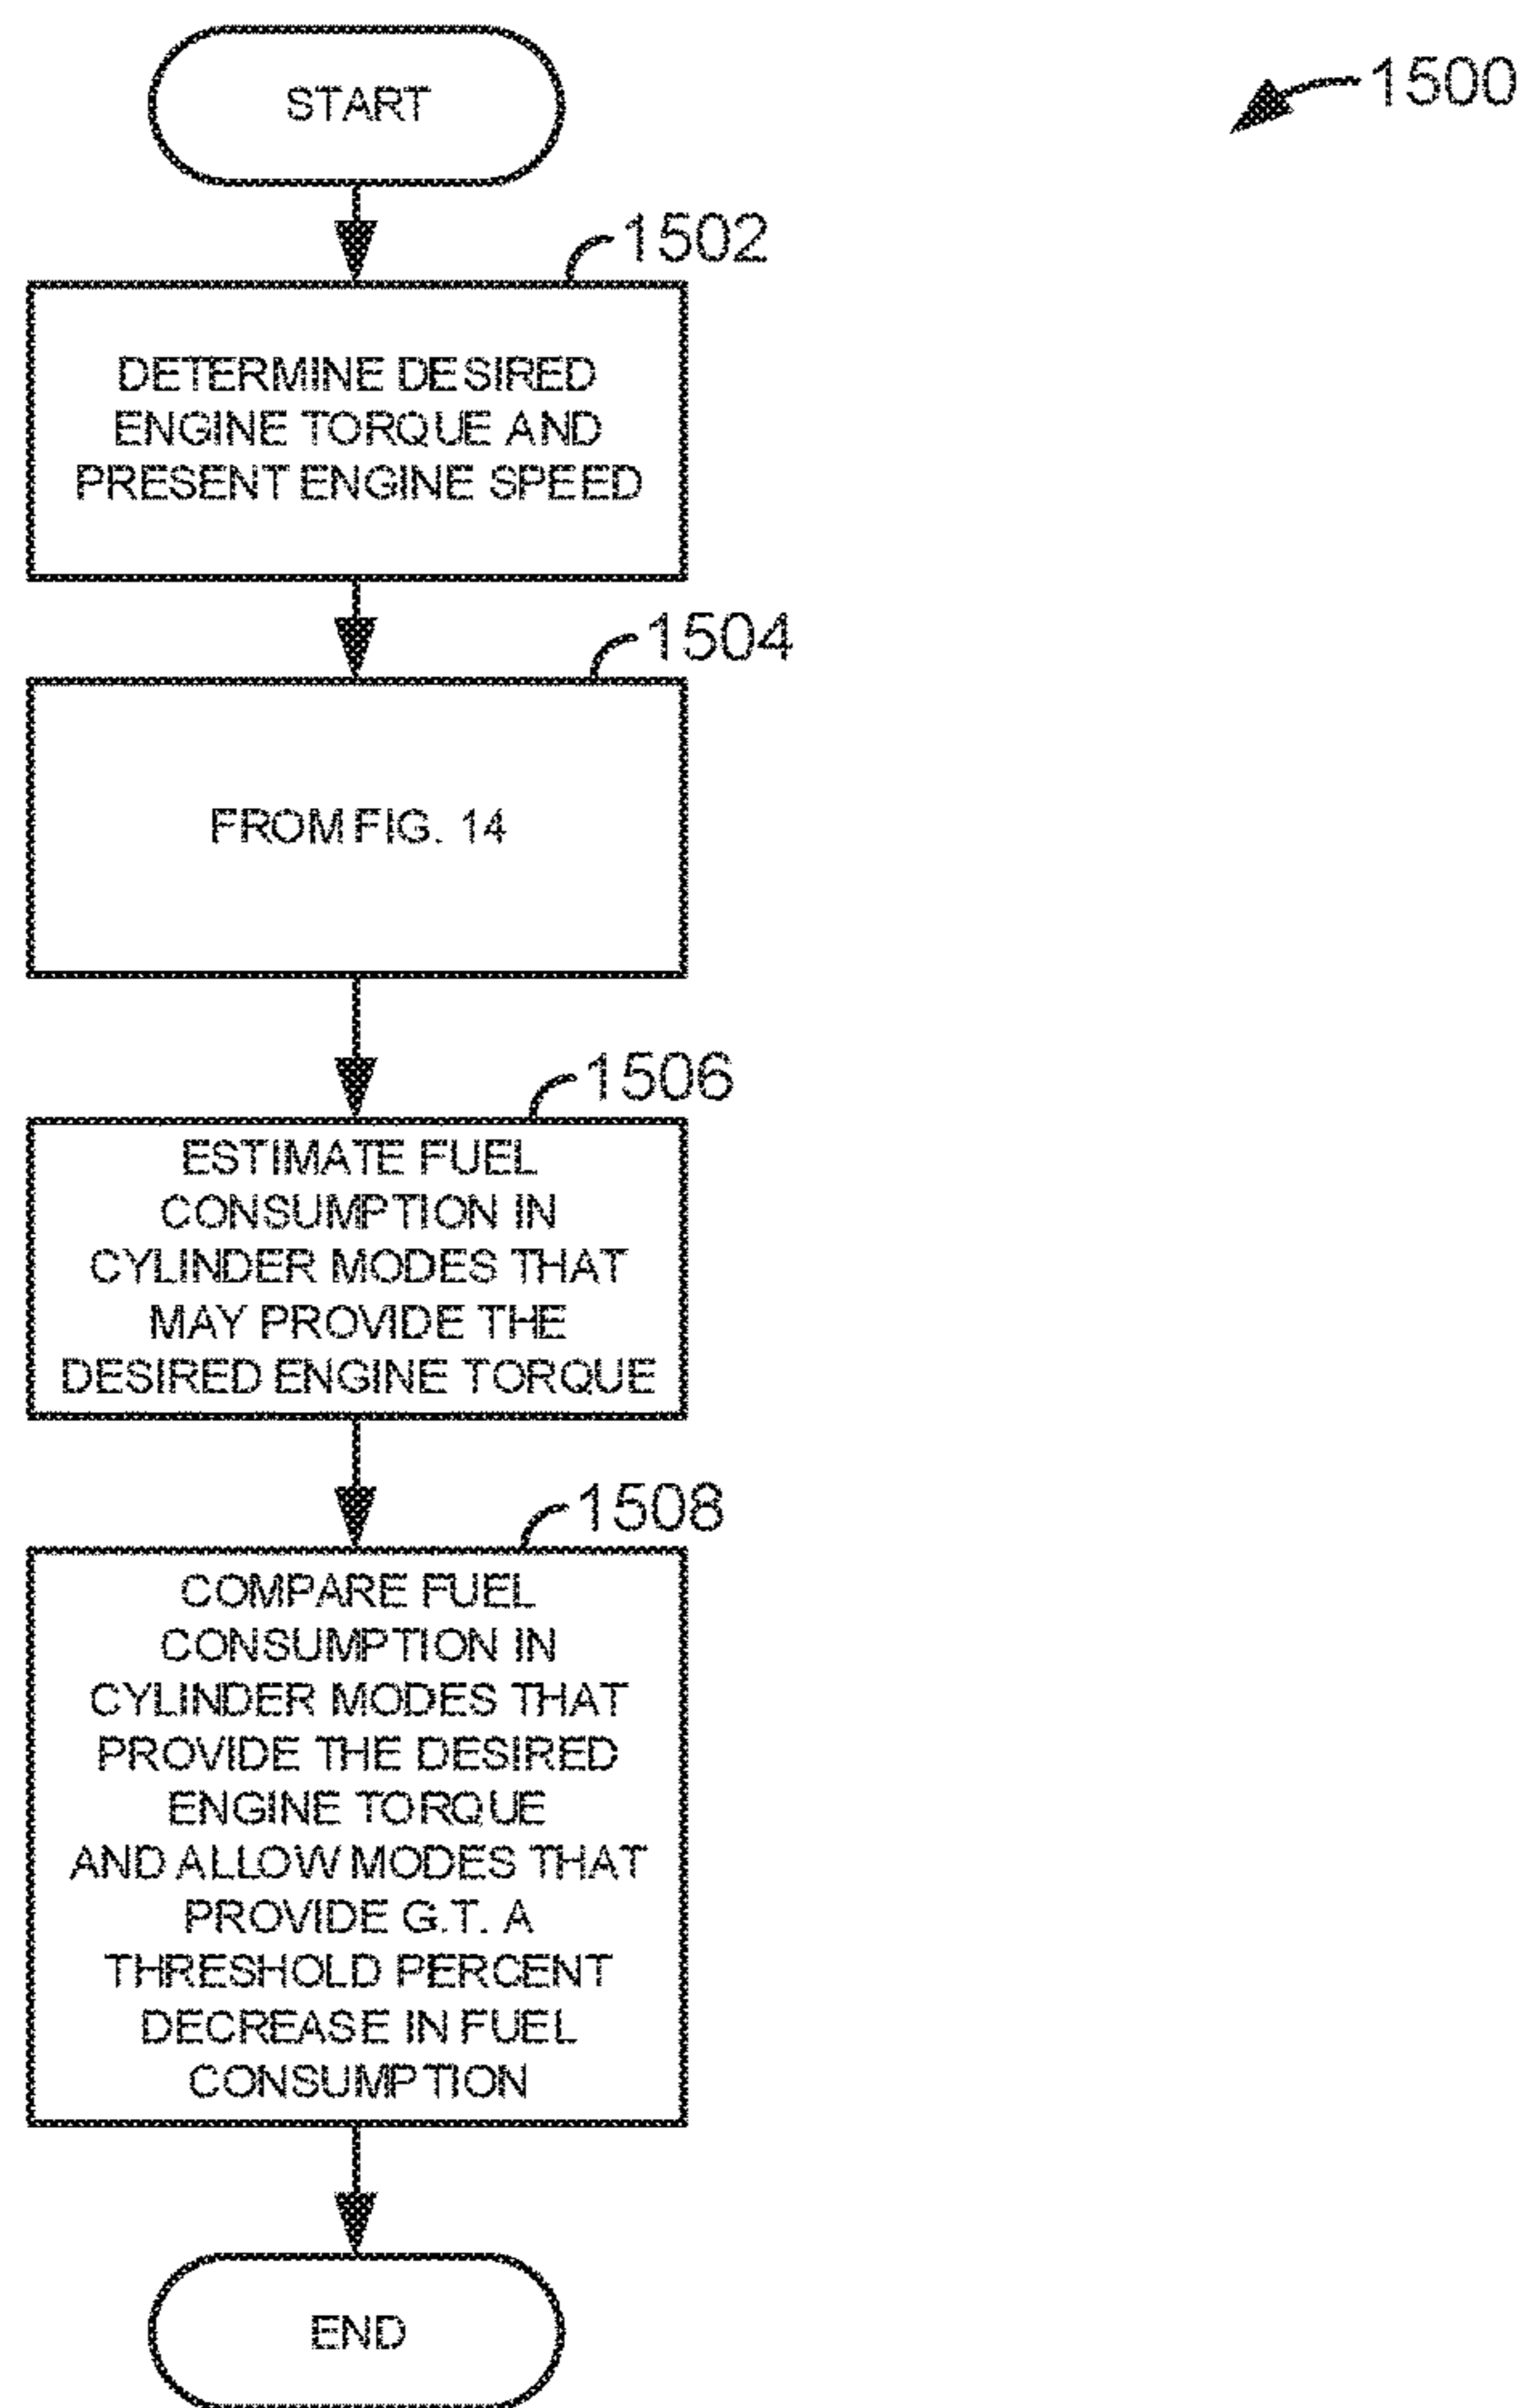 START
1500
1502
DETERMINE DESIRED
ENGINE TORQUE AND
PRESENT ENGINE SPEED
1504
FROM FIG. 14
1506
ESTIMATE FUEL
CONSUMPTION IN
CYLINDER MODES THAT
MAY PROVIDE THE
DESIRED ENGINE TORQUE
1508
COMPARE FUEL
CONSUMPTION IN
CYLINDER MODES THAT
PROVIDE THE DESIRED
ENGINE TORQUE
AND ALLOW MODES THAT
PROVIDE G.T. A
THRESHOLD PERCENT
DECREASE IN FUEL
CONSUMPTION
END